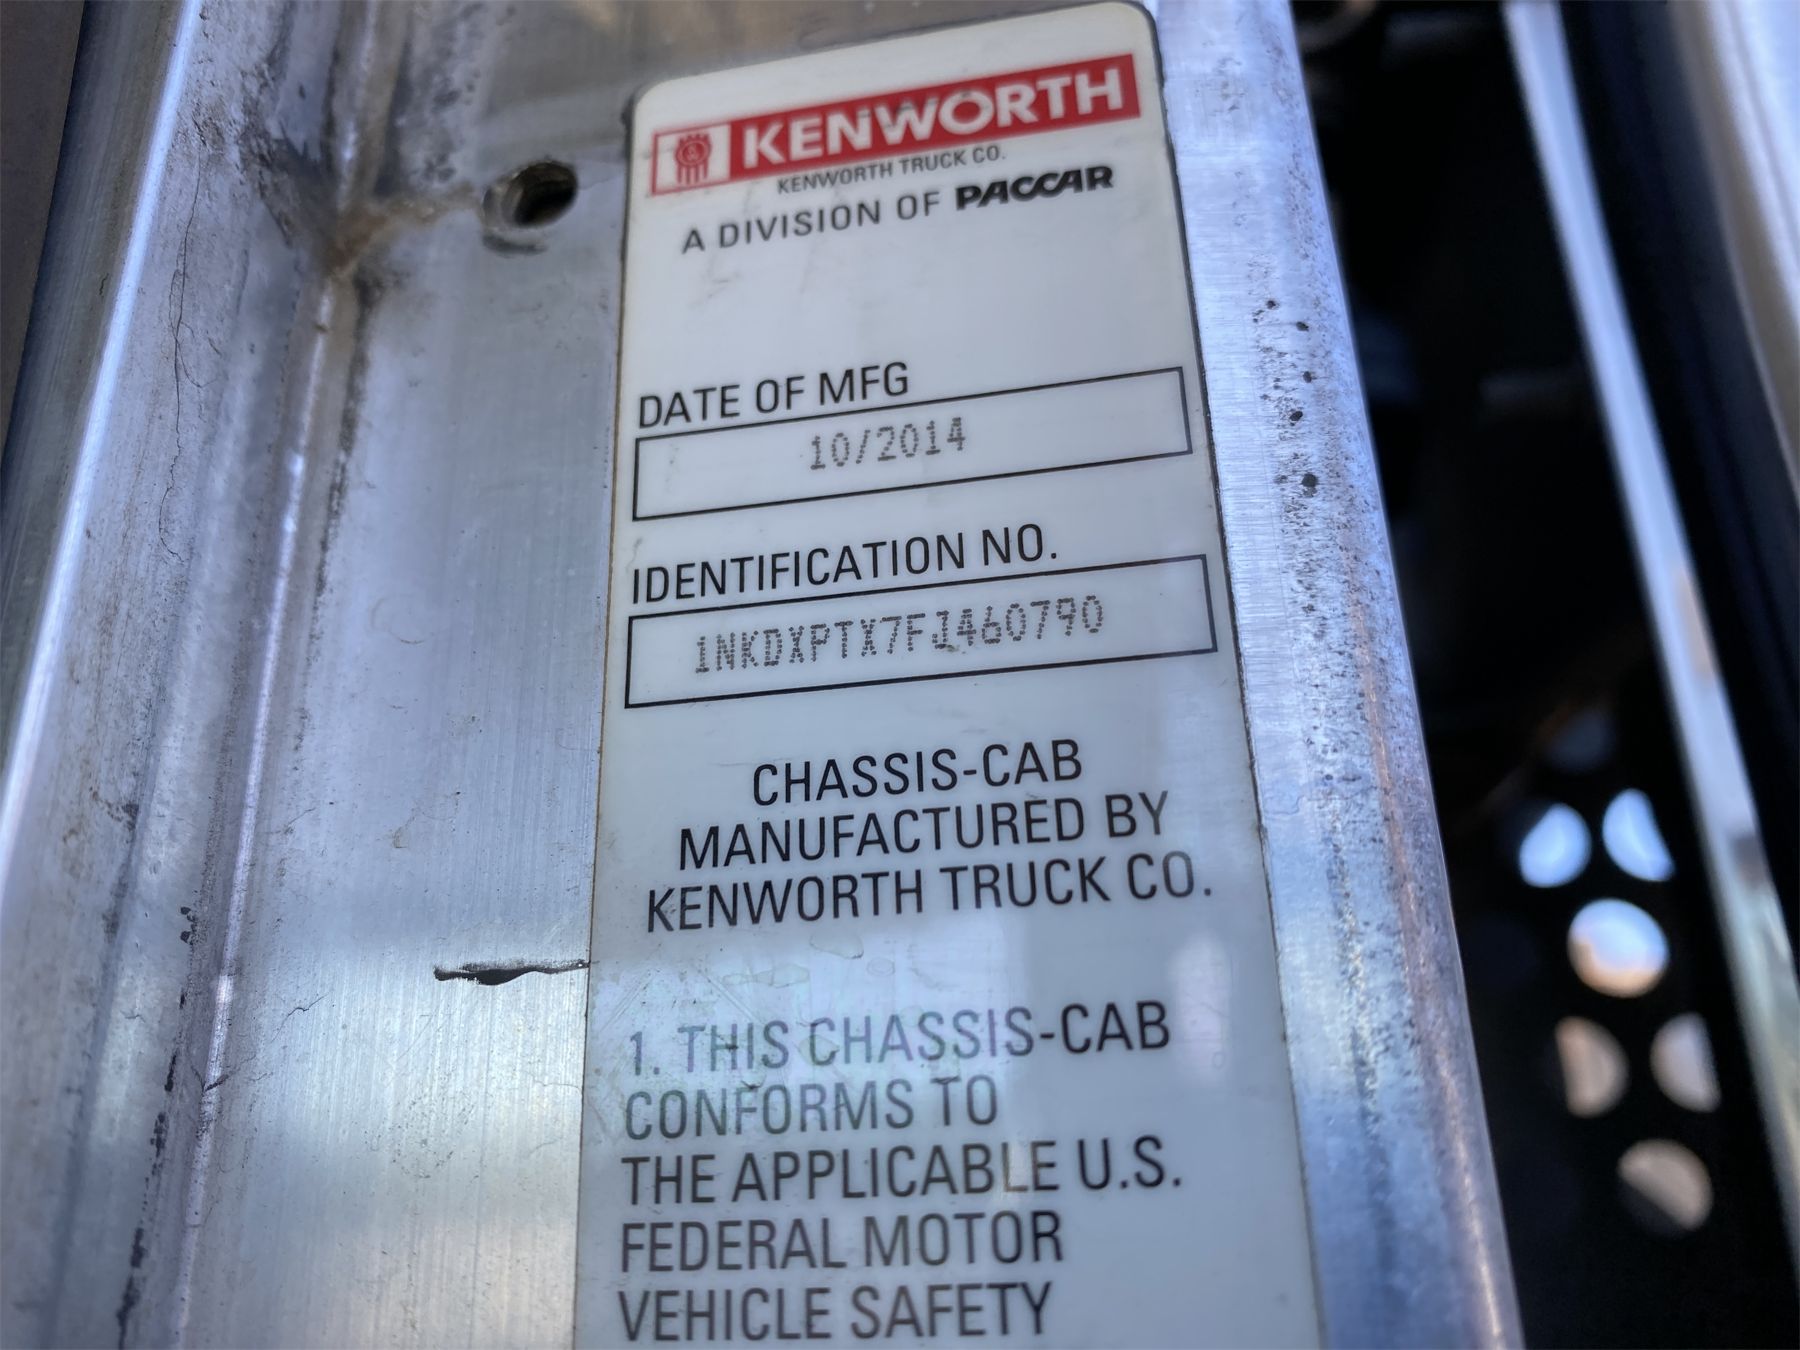 KENWORTH
KENWORTH TRUCK CO.
A DIVISION OF PACCAR
DATE OF MFG
10/2014
IDENTIFICATION NO.
1NKDXPTX7FJ460790
CHASSIS-CAB
MANUFACTURED BY
KENWORTH TRUCK CO.
1. THIS CHASSIS-CAB
CONFORMS TO
THE APPLICABLE U.S.
FEDERAL MOTOR
VEHICLE SAFETY